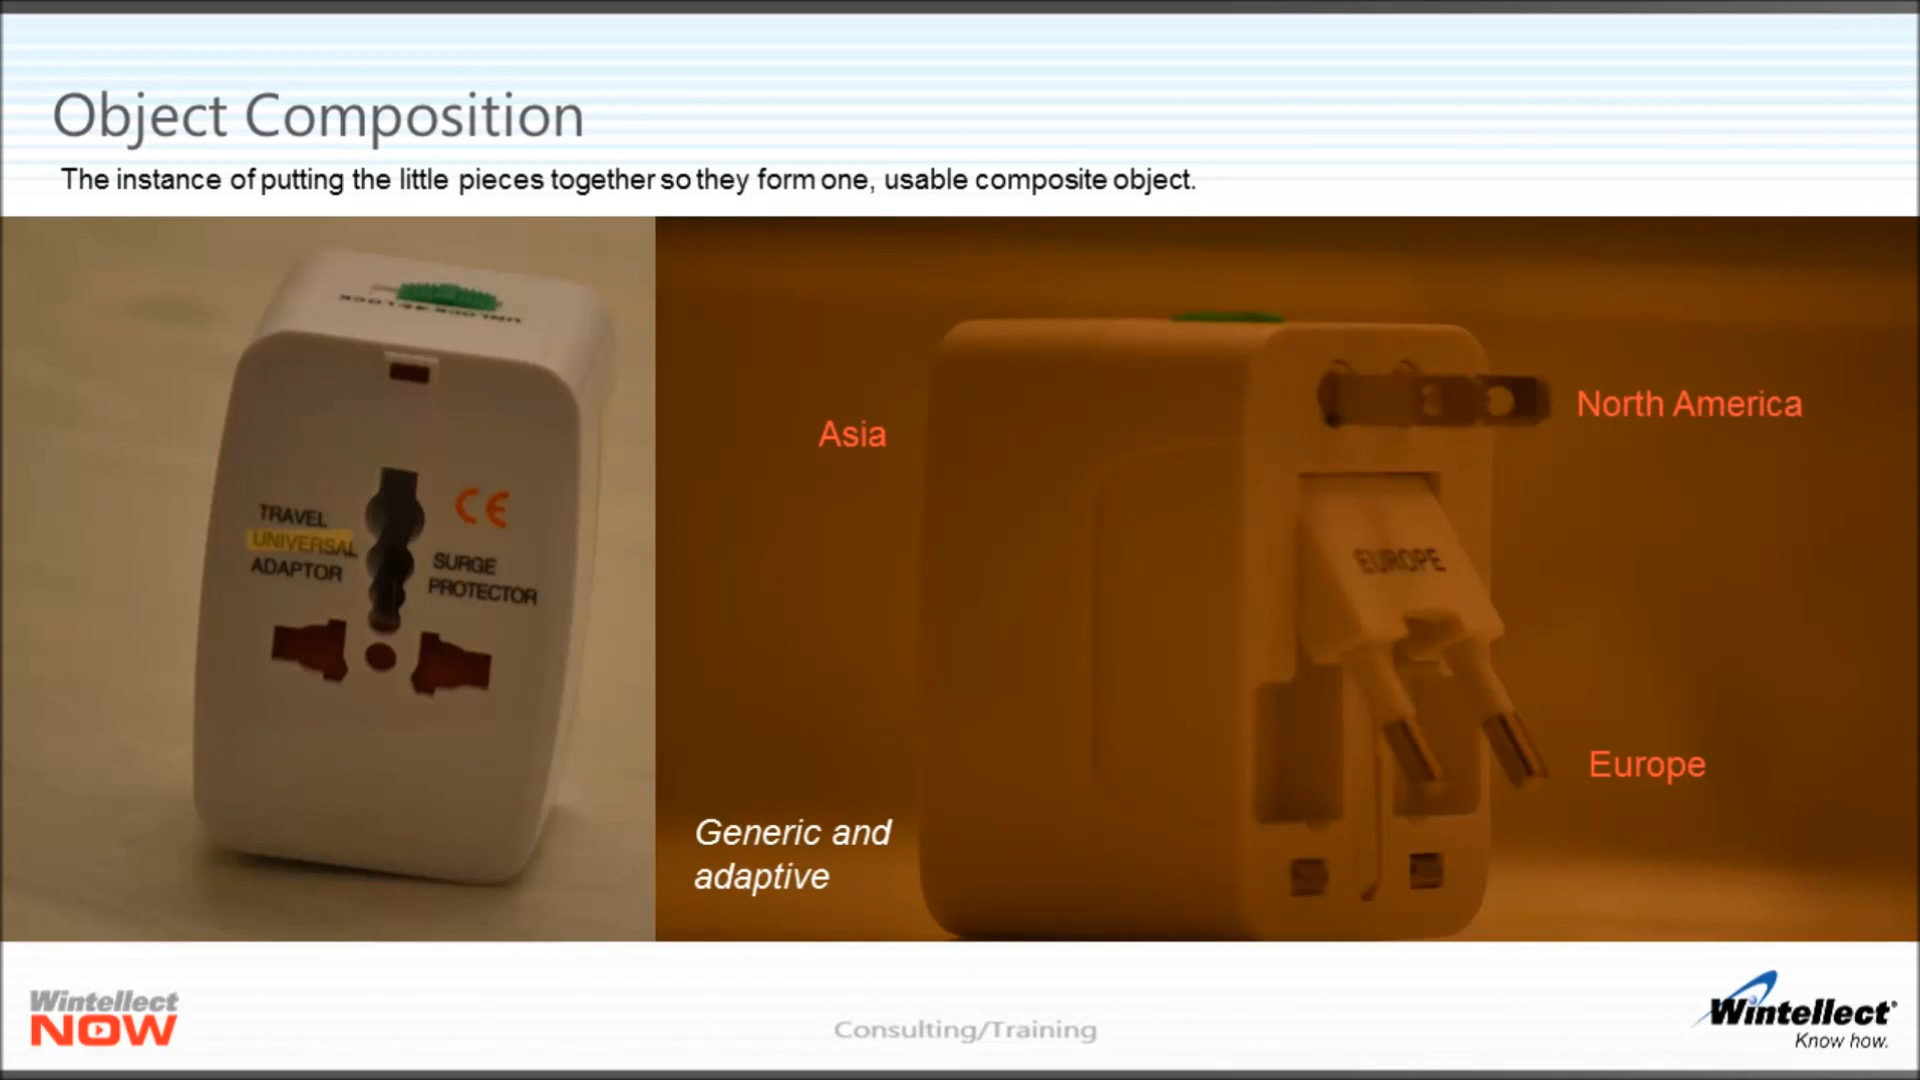 Object Composition
The instance of putting the little pieces together so they form one, usable composite object.
UNLOCK LOCK
TRAVEL
UNIVERSAL
ADAPTOR
CE
SURGE
PROTECTOR
Asia
North America
EUROPE
Europe
Generic and
adaptive
Wintellect
NOW
Consulting/Training
Wintellect
Know how.